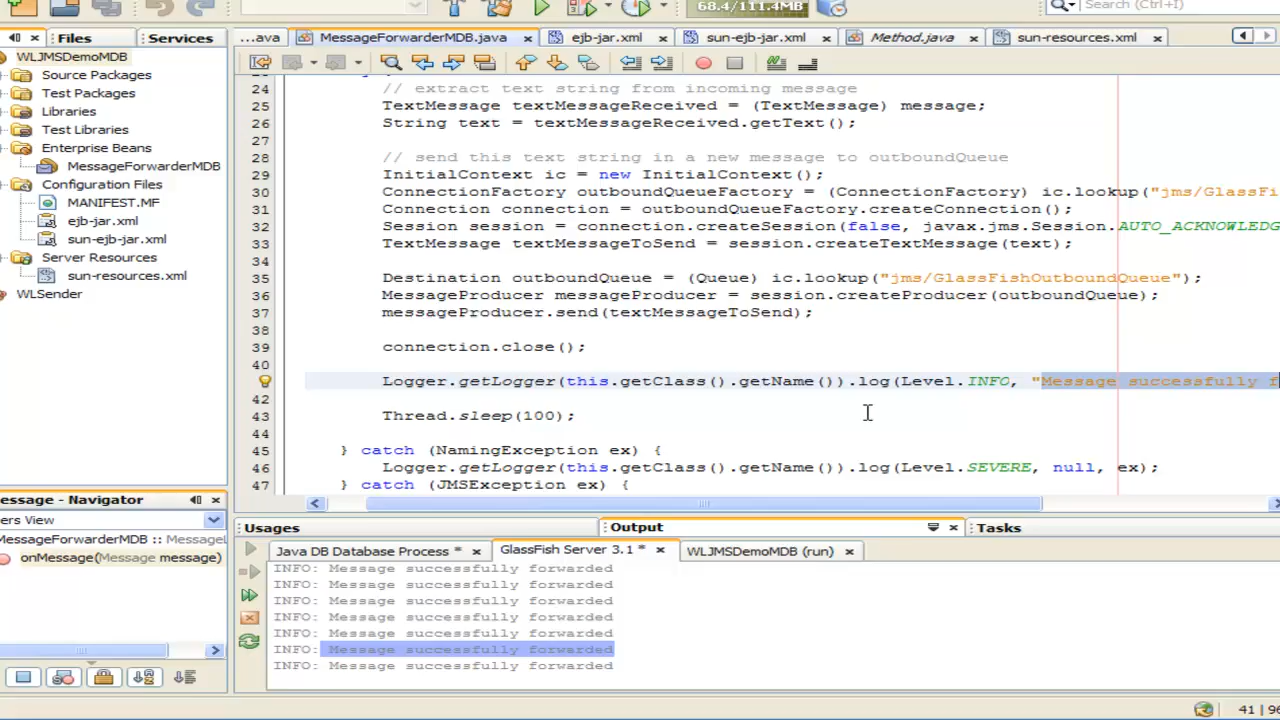 68.4/111.4MB
Search (Ctrl+I)
Files
Services
...ava
MessageForwarderMDB.java
ejb-jar.xml
sun-ejb-jar.xml
Method.java
sun-resources.xml
WLJMSDemoMDB
Source Packages
Test Packages
Libraries
Test Libraries
Enterprise Beans
MessageForwarderMDB
Configuration Files
MANIFEST.MF
ejb-jar.xml
sun-ejb-jar.xml
Server Resources
sun-resources.xml
WLSender
24 // extract text string from incoming message
25 TextMessage textMessageReceived = (TextMessage) message;
26 String text = textMessageReceived.getText();
27
28 // send this text string in a new message to outboundQueue
29 InitialContext ic = new InitialContext();
30 ConnectionFactory outboundQueueFactory = (ConnectionFactory) ic.lookup("jms/GlassFi
31 Connection connection = outboundQueueFactory.createConnection();
32 Session session = connection.createSession(false, javax.jms.Session.AUTO_ACKNOWLEDG
33 TextMessage textMessageToSend = session.createTextMessage(text);
34
35 Destination outboundQueue = (Queue) ic.lookup("jms/GlassFishOutboundQueue");
36 MessageProducer messageProducer = session.createProducer(outboundQueue);
37 messageProducer.send(textMessageToSend);
38
39 connection.close();
40
Logger.getLogger(this.getClass().getName()).log(Level.INFO, "Message successfully f
42
43 Thread.sleep(100);
44
45 } catch (NamingException ex) {
46 Logger.getLogger(this.getClass().getName()).log(Level.SEVERE, null, ex);
47 } catch (JMSException ex) {
essage - Navigator
ers View
MessageForwarderMDB :: MessageL
onMessage(Message message)
Usages
Output
Tasks
Java DB Database Process *
GlassFish Server 3.1 *
WLJMSDemoMDB (run)
INFO: Message successfully forwarded
INFO: Message successfully forwarded
INFO: Message successfully forwarded
INFO: Message successfully forwarded
INFO: Message successfully forwarded
INFO: Message successfully forwarded
INFO: Message successfully forwarded
41 | 96